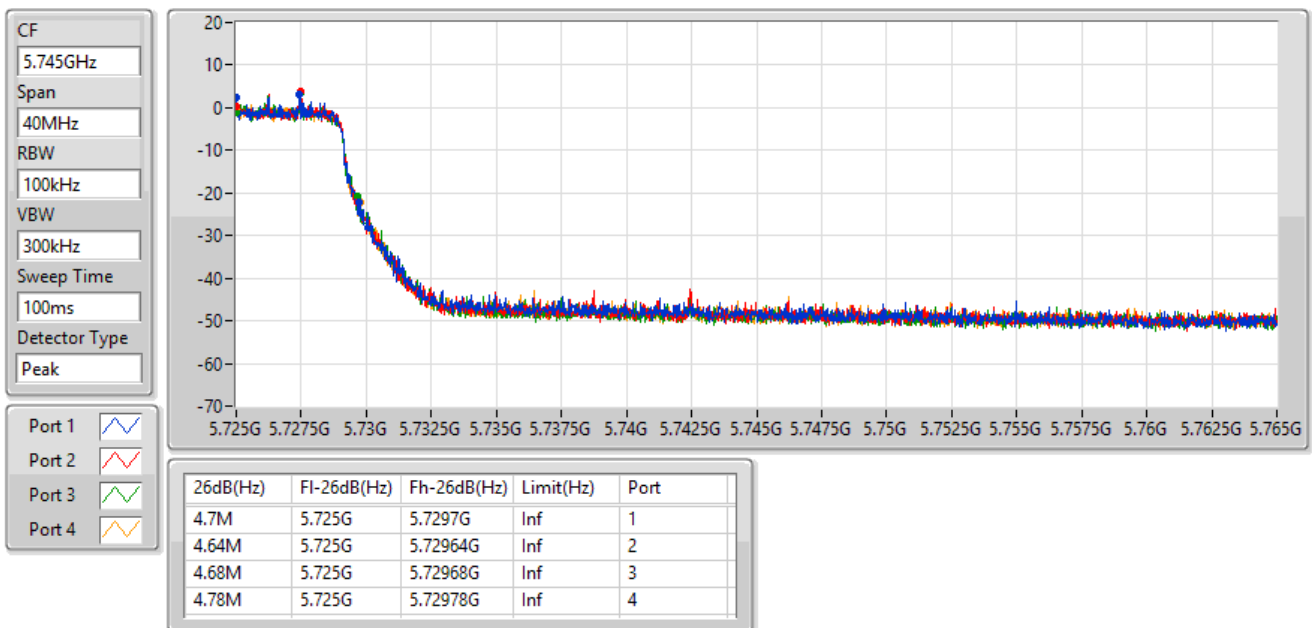 CF
5.745GHz
Span
40MHz
RBW
100kHz
VBW
300kHz
Sweep Time
100ms
Detector Type
Peak
Port 1
Port 2
Port 3
Port 4
20
10
0
-10
-20
-30
-40
-50
-60
-70
5.725G 5.7275G 5.73G 5.7325G 5.735G 5.7375G 5.74G 5.7425G 5.745G 5.7475G 5.75G 5.7525G 5.755G 5.7575G 5.76G 5.7625G 5.765G
26dB(Hz) Fl-26dB(Hz) Fh-26dB(Hz) Limit(Hz) Port
4.7M 5.725G 5.7297G Inf 1
4.64M 5.725G 5.72964G Inf 2
4.68M 5.725G 5.72968G Inf 3
4.78M 5.725G 5.72978G Inf 4